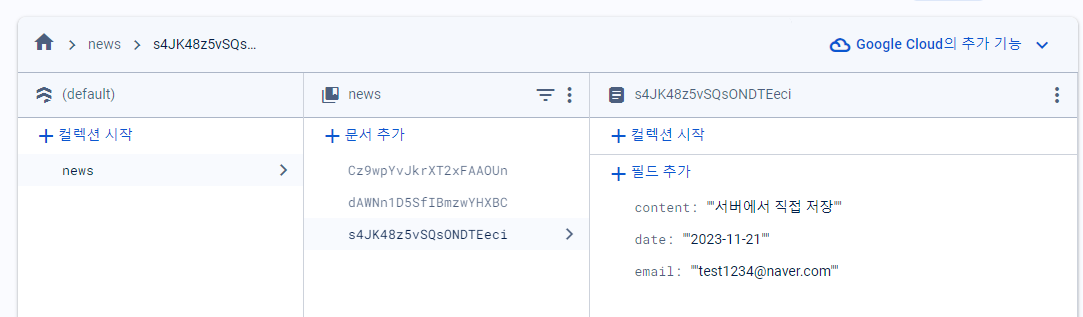 news
s4JK48z5vSQs...
Google Cloud의 추가 기능
(default)
news
s4JK48z5vSQsONDTEeci
컬렉션 시작
문서 추가
컬렉션 시작
news
Cz9wpYvJkrXT2xFAAOUn
dAWNn1D5SfIBmzwYHXBC
s4JK48z5vSQsONDTEeci
필드 추가
content: ""서버에서 직접 저장""
date: ""2023-11-21""
email: ""test1234@naver.com""